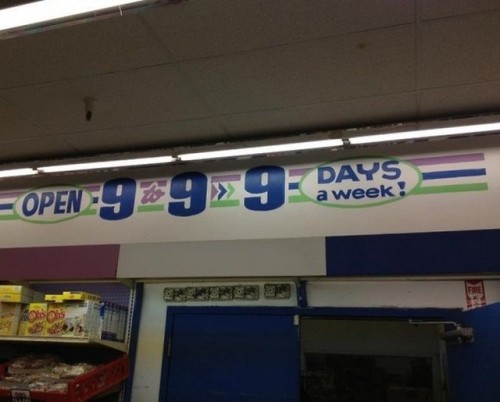 OPEN 9 to 9 » 9 DAYS a week!
FIRE